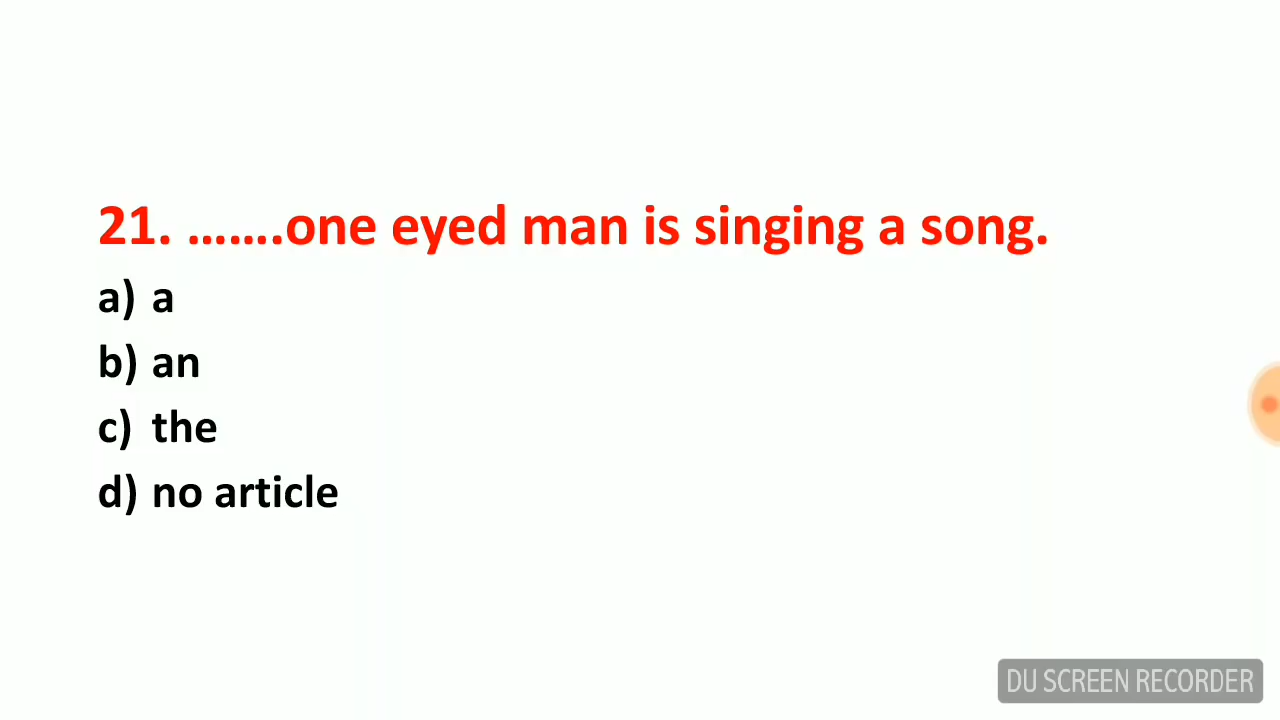 21. …….one eyed man is singing a song.
a) a
b) an
c) the
d) no article
DU SCREEN RECORDER